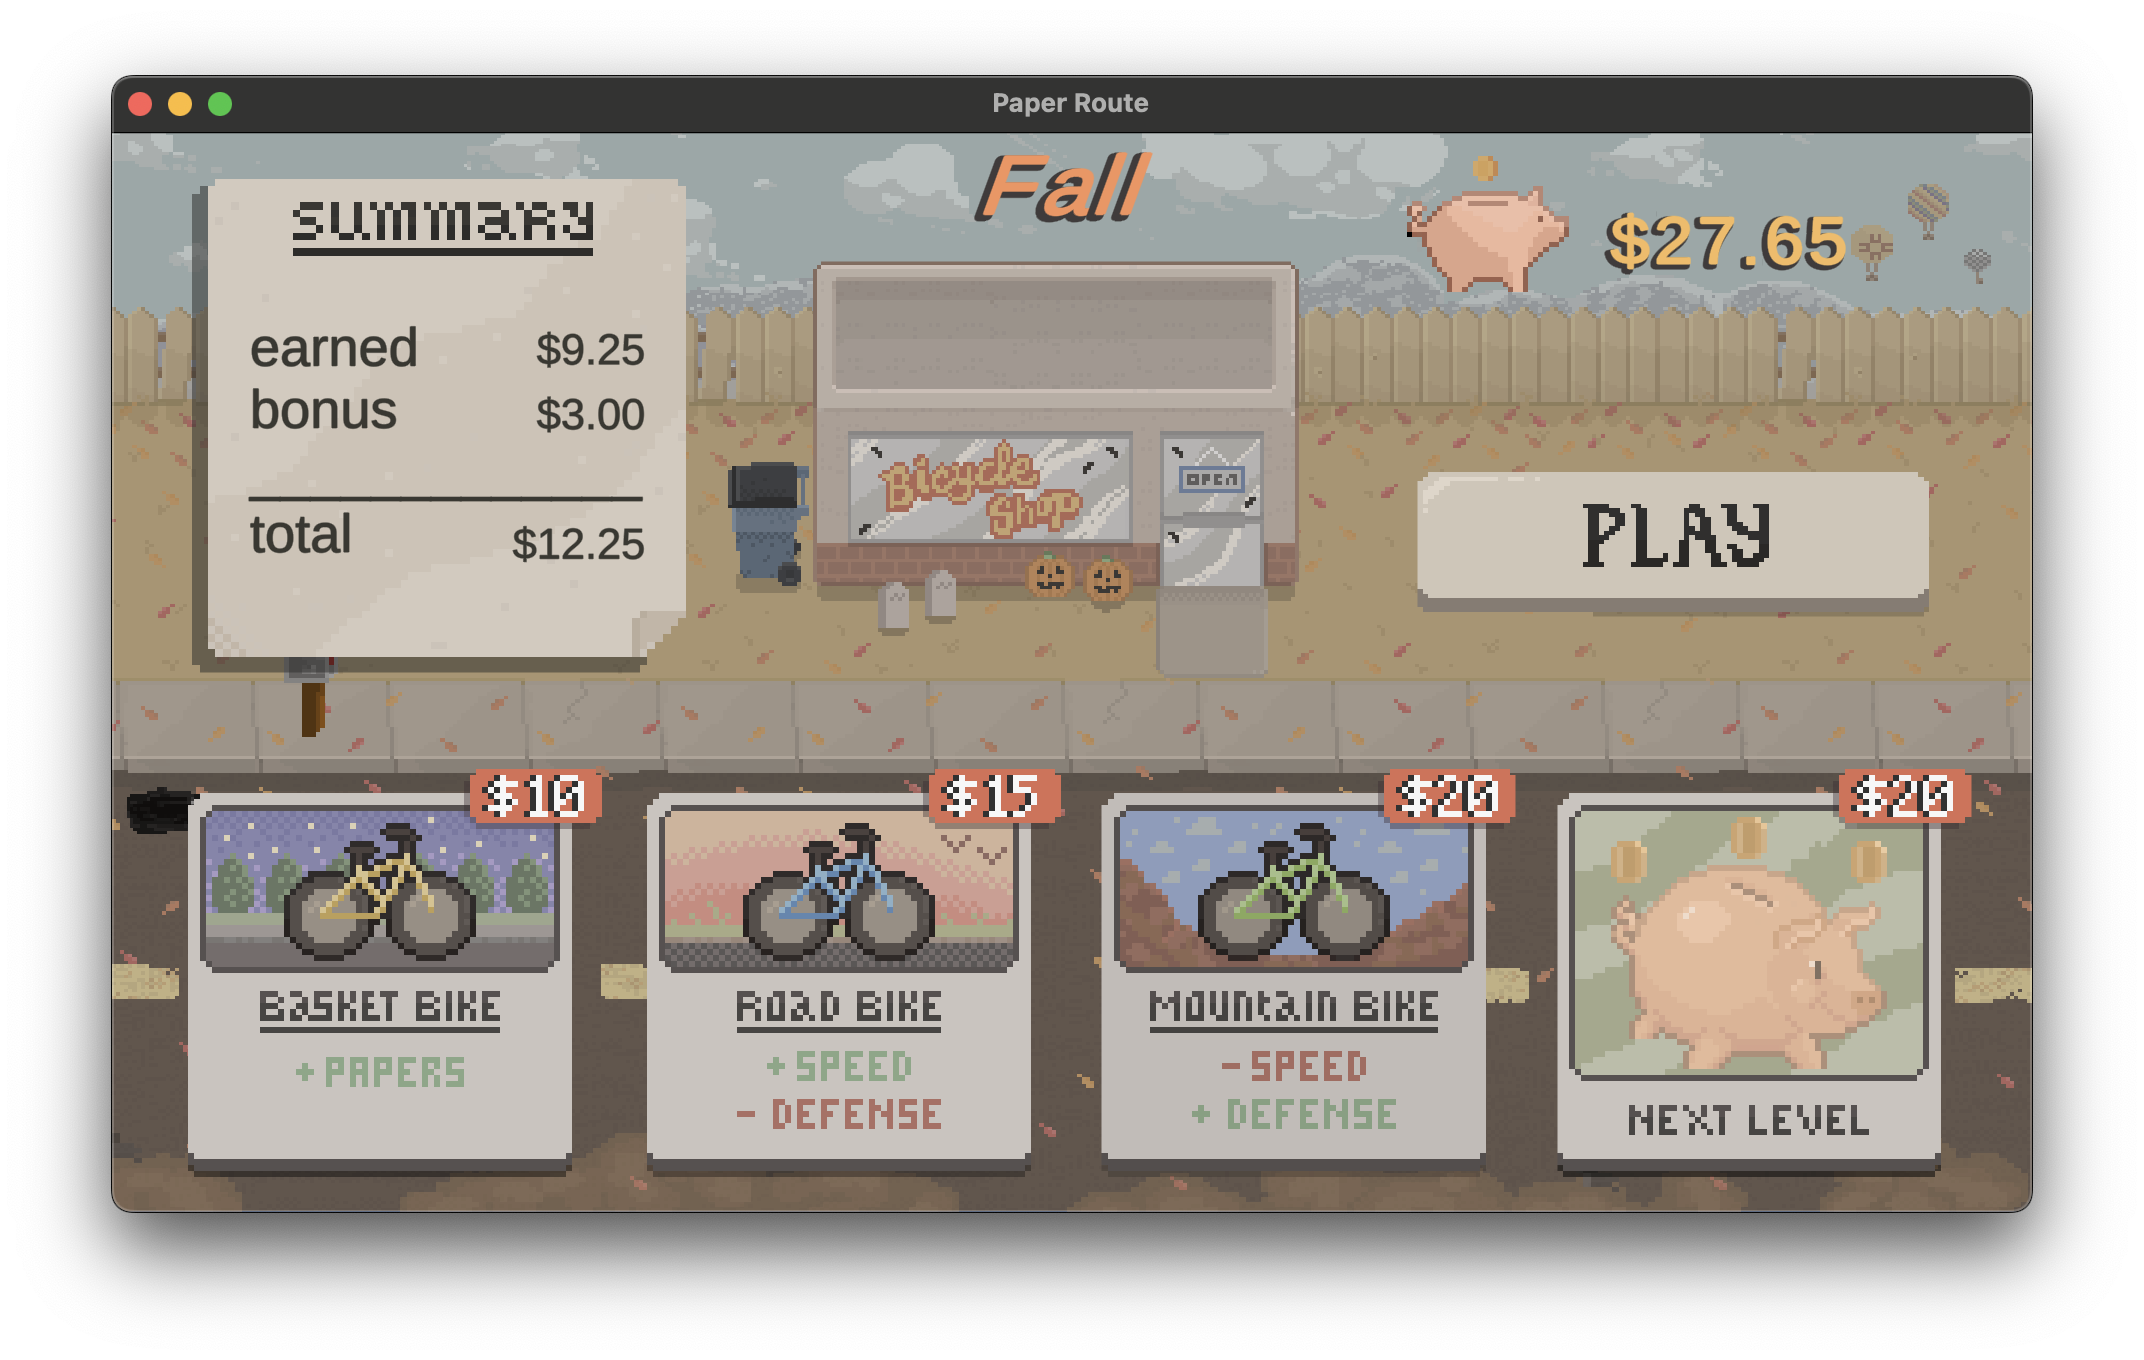 Paper Route
Fall
summary
earned $9.25
bonus $3.00
total $12.25
$27.65
Bicycle
Shop
OPEN
PLAY
$10
BASKET BIKE
+ PAPERS
$15
ROAD BIKE
+ SPEED
- DEFENSE
$20
MOUNTAIN BIKE
- SPEED
+ DEFENSE
$20
NEXT LEVEL